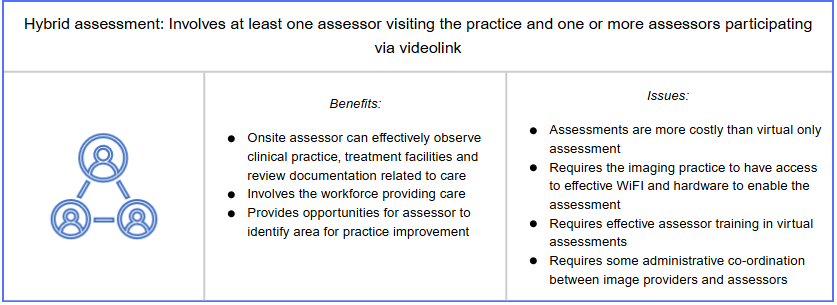 Hybrid assessment: Involves at least one assessor visiting the practice and one or more assessors participating
via videolink
Benefits:
● Onsite assessor can effectively observe
clinical practice, treatment facilities and
review documentation related to care
● Involves the workforce providing care
● Provides opportunities for assessor to
identify area for practice improvement
Issues:
● Assessments are more costly than virtual only
assessment
● Requires the imaging practice to have access
to effective WiFI and hardware to enable the
assessment
● Requires effective assessor training in virtual
assessments
● Requires some administrative co-ordination
between image providers and assessors